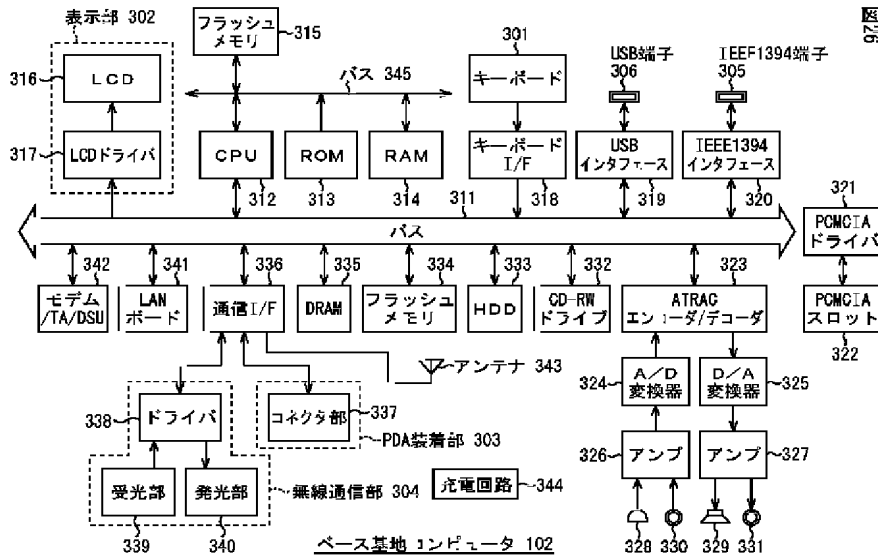 図26
表示部 302
フラッシュ
メモリ
315
301
USB端子
306
IEEF1394端子
305
316
LCD
バス 345
キーボード
317
LCDドライバ
CPU
ROM
RAM
キーボード
I/F
USB
インタフェース
IEEE1394
インタフェース
312
313
314
318
319
320
321
311
バス
PCMCIA
ドライバ
342
341
336
335
334
333
332
323
モデム
/TA/DSU
LAN
ボード
通信I/F
DRAM
フラッシュ
メモリ
HDD
CD-RW
ドライブ
ATRAC
エンコーダ/デコーダ
PCMCIA
スロット
322
アンテナ 343
324
A/D
変換器
D/A
変換器
325
338
ドライバ
コネクタ部
337
PDA装着部 303
326
アンプ
アンプ
327
受光部
発光部
無線通信部 304
充電回路
344
339
340
ベース基地コンピュータ 102
328
330
329
331